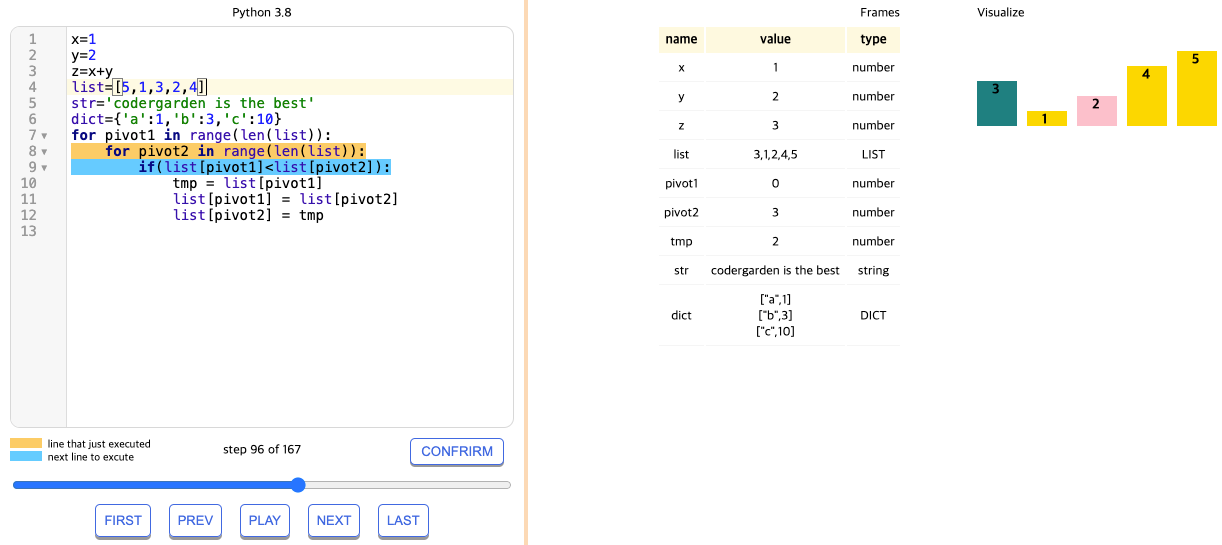 Python 3.8
1 x=1
2 y=2
3 z=x+y
4 list=[5,1,3,2,4]
5 str='codergarden is the best'
6 dict={'a':1,'b':3,'c':10}
7 for pivot1 in range(len(list)):
8 for pivot2 in range(len(list)):
9 if(list[pivot1]<list[pivot2]):
10 tmp = list[pivot1]
11 list[pivot1] = list[pivot2]
12 list[pivot2] = tmp
13
line that just executed
next line to excute
step 96 of 167
CONFRIRM
FIRST PREV PLAY NEXT LAST
Frames
name value type
x 1 number
y 2 number
z 3 number
list 3,1,2,4,5 LIST
pivot1 0 number
pivot2 3 number
tmp 2 number
str codergarden is the best string
dict ["a",1] DICT
["b",3]
["c",10]
Visualize
3 1 2 4 5